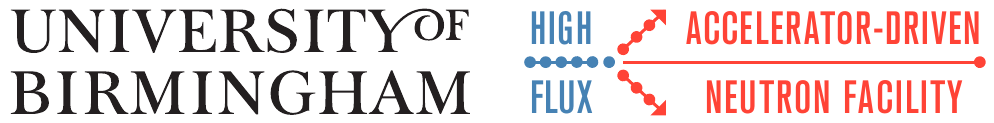 UNIVERSITY OF
BIRMINGHAM
HIGH
FLUX
ACCELERATOR-DRIVEN
NEUTRON FACILITY